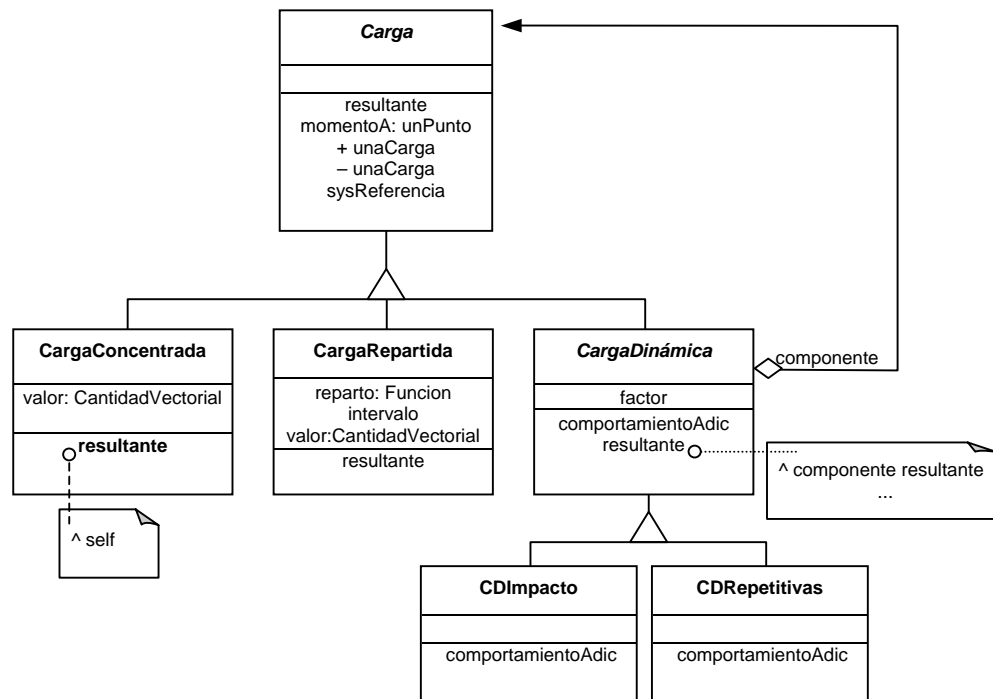 Carga
resultante
momentoA: unPunto
+ unaCarga
– unaCarga
sysReferencia
CargaConcentrada
valor: CantidadVectorial
resultante
^ self
CargaRepartida
reparto: Funcion
intervalo
valor:CantidadVectorial
resultante
CargaDinámica
factor
comportamientoAdic
resultante
componente
^ componente resultante
...
CDImpacto
comportamientoAdic
CDRepetitivas
comportamientoAdic